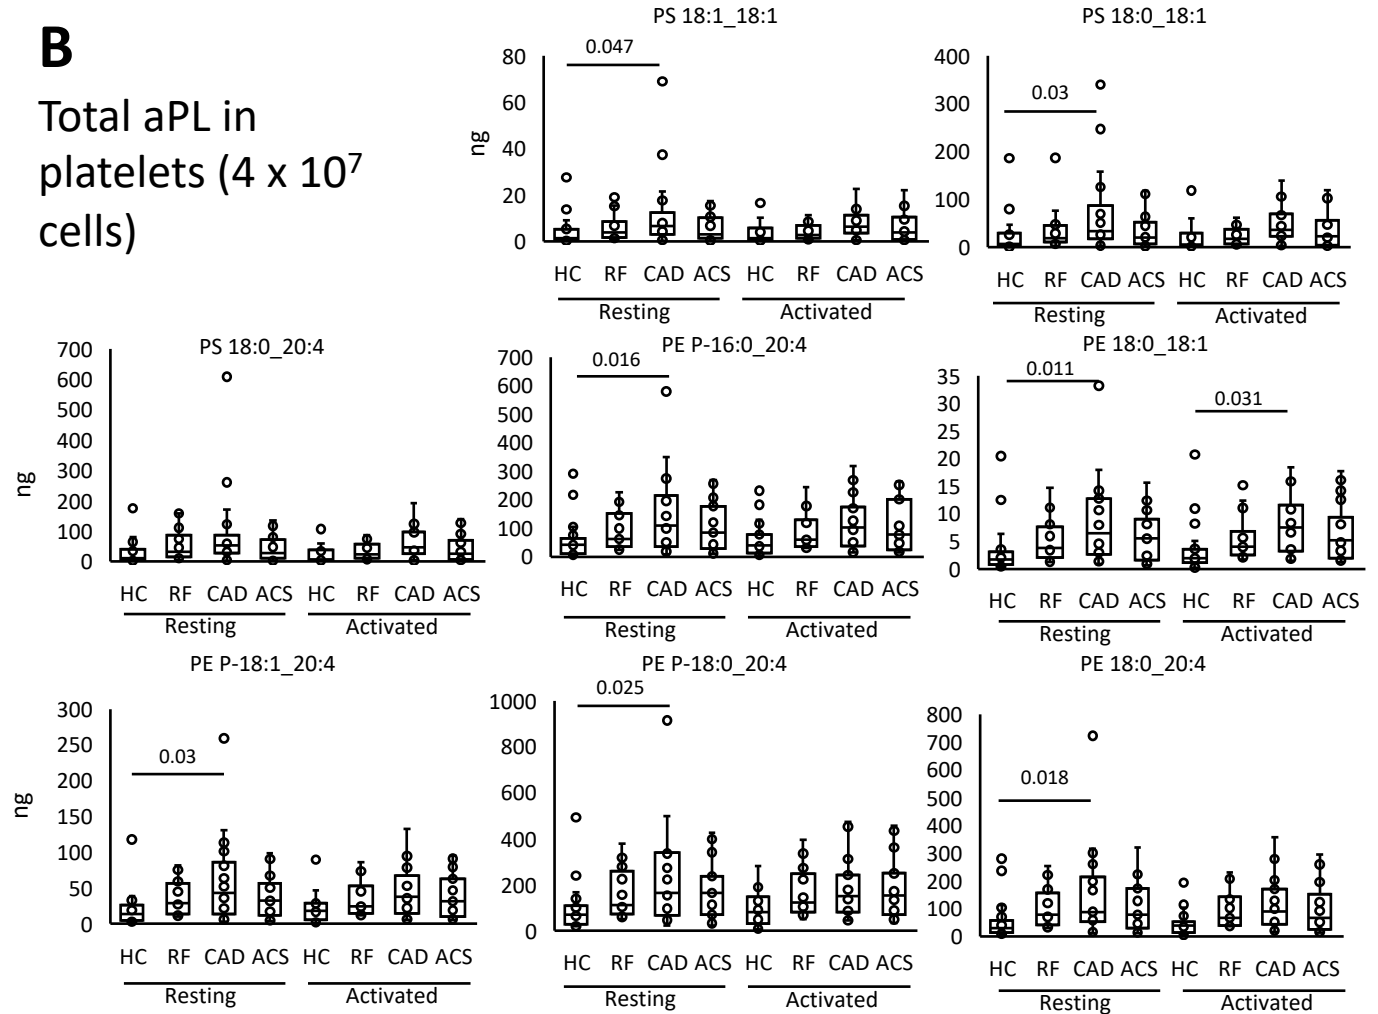 B
Total aPL in
platelets (4 x 10⁷
cells)
PS 18:1_18:1
80
60
40
20
0
ng
0.047
HC RF CAD ACS HC RF CAD ACS
Resting Activated
PS 18:0_18:1
400
300
200
100
0
0.03
HC RF CAD ACS HC RF CAD ACS
Resting Activated
PS 18:0_20:4
700
600
500
400
300
200
100
0
ng
HC RF CAD ACS HC RF CAD ACS
Resting Activated
PE P-16:0_20:4
700
600
500
400
300
200
100
0
0.016
HC RF CAD ACS HC RF CAD ACS
Resting Activated
PE 18:0_18:1
35
30
25
20
15
10
5
0
0.011
0.031
HC RF CAD ACS HC RF CAD ACS
Resting Activated
PE P-18:1_20:4
300
250
200
150
100
50
0
ng
0.03
HC RF CAD ACS HC RF CAD ACS
Resting Activated
PE P-18:0_20:4
1000
800
600
400
200
0
0.025
HC RF CAD ACS HC RF CAD ACS
Resting Activated
PE 18:0_20:4
800
700
600
500
400
300
200
100
0
0.018
HC RF CAD ACS HC RF CAD ACS
Resting Activated